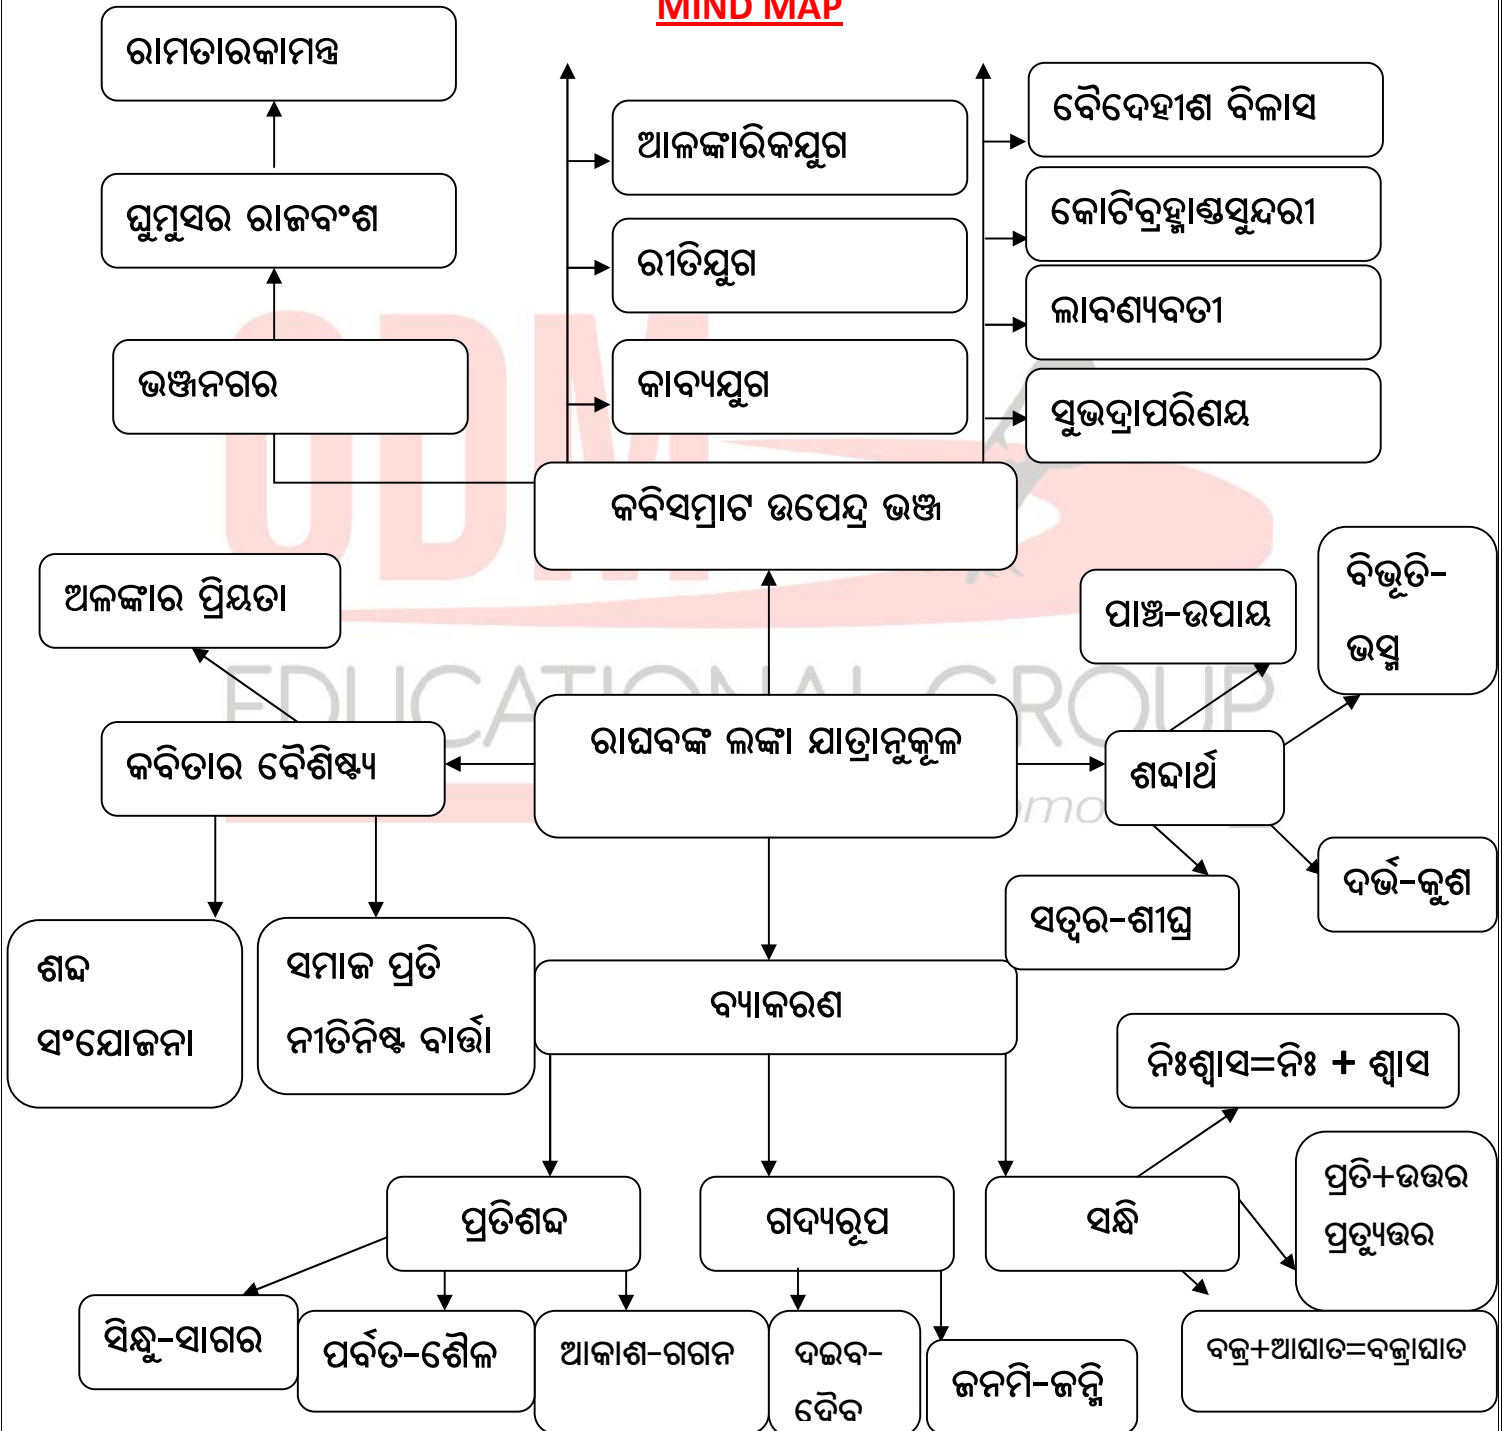 MIND MAP
ରାମତାରକାମନ୍ତ୍ର
ଘୁମୁସର ରାଜବଂଶ
ଭଞ୍ଜନଗର
ଆଳଙ୍କାରିକଯୁଗ
ରୀତିଯୁଗ
କାବ୍ୟଯୁଗ
ବୈଦେହୀଶ ବିଳାସ
କୋଟିବ୍ରହ୍ମାଣ୍ଡସୁନ୍ଦରୀ
ଲାବଣ୍ୟବତୀ
ସୁଭଦ୍ରାପରିଣୟ
କବିସମ୍ରାଟ ଉପେନ୍ଦ୍ର ଭଞ୍ଜ
ଅଳଙ୍କାର ପ୍ରିୟତା
କବିତାର ବୈଶିଷ୍ଟ୍ୟ
ଶବ୍ଦ
ସଂଯୋଜନା
ସମାଜ ପ୍ରତି
ନୀତିନିଷ୍ଟ ବାର୍ତ୍ତା
ରାଘବଙ୍କ ଲଙ୍କା ଯାତ୍ରାନୁକୂଳ
ପାଞ୍ଚ-ଉପାୟ
ବିଭୂତି-
ଭସ୍ମ
ଶବ୍ଦାର୍ଥ
ସତ୍ୱର-ଶୀଘ୍ର
ଦର୍ଭ-କୁଶ
ବ୍ୟାକରଣ
ପ୍ରତିଶବ୍ଦ
ସିନ୍ଧୁ-ସାଗର
ପର୍ବତ-ଶୈଳ
ଆକାଶ-ଗଗନ
ଗଦ୍ୟରୂପ
ଦଇବ-
ଦୈବ
ଜନମି-ଜନ୍ମି
ସନ୍ଧି
ନିଃଶ୍ୱାସ=ନିଃ + ଶ୍ୱାସ
ପ୍ରତି+ଉତ୍ତର
ପ୍ରତ୍ୟୁତ୍ତର
ବଜ୍ର+ଆଘାତ=ବଜ୍ରାଘାତ
ODM
EDUCATIONAL GROUP